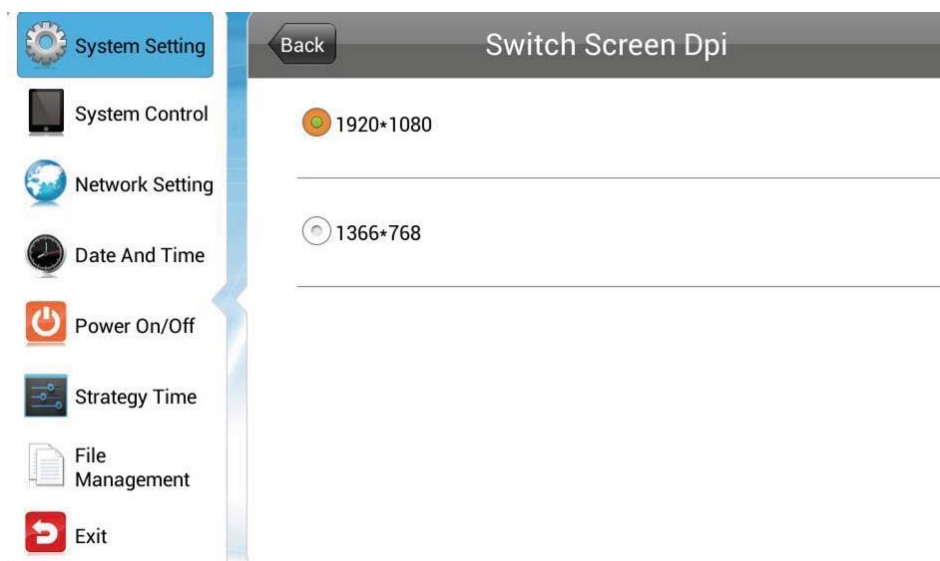 System Setting
System Control
Network Setting
Date And Time
Power On/Off
Strategy Time
File
Management
Exit
Back
Switch Screen Dpi
1920*1080
1366*768